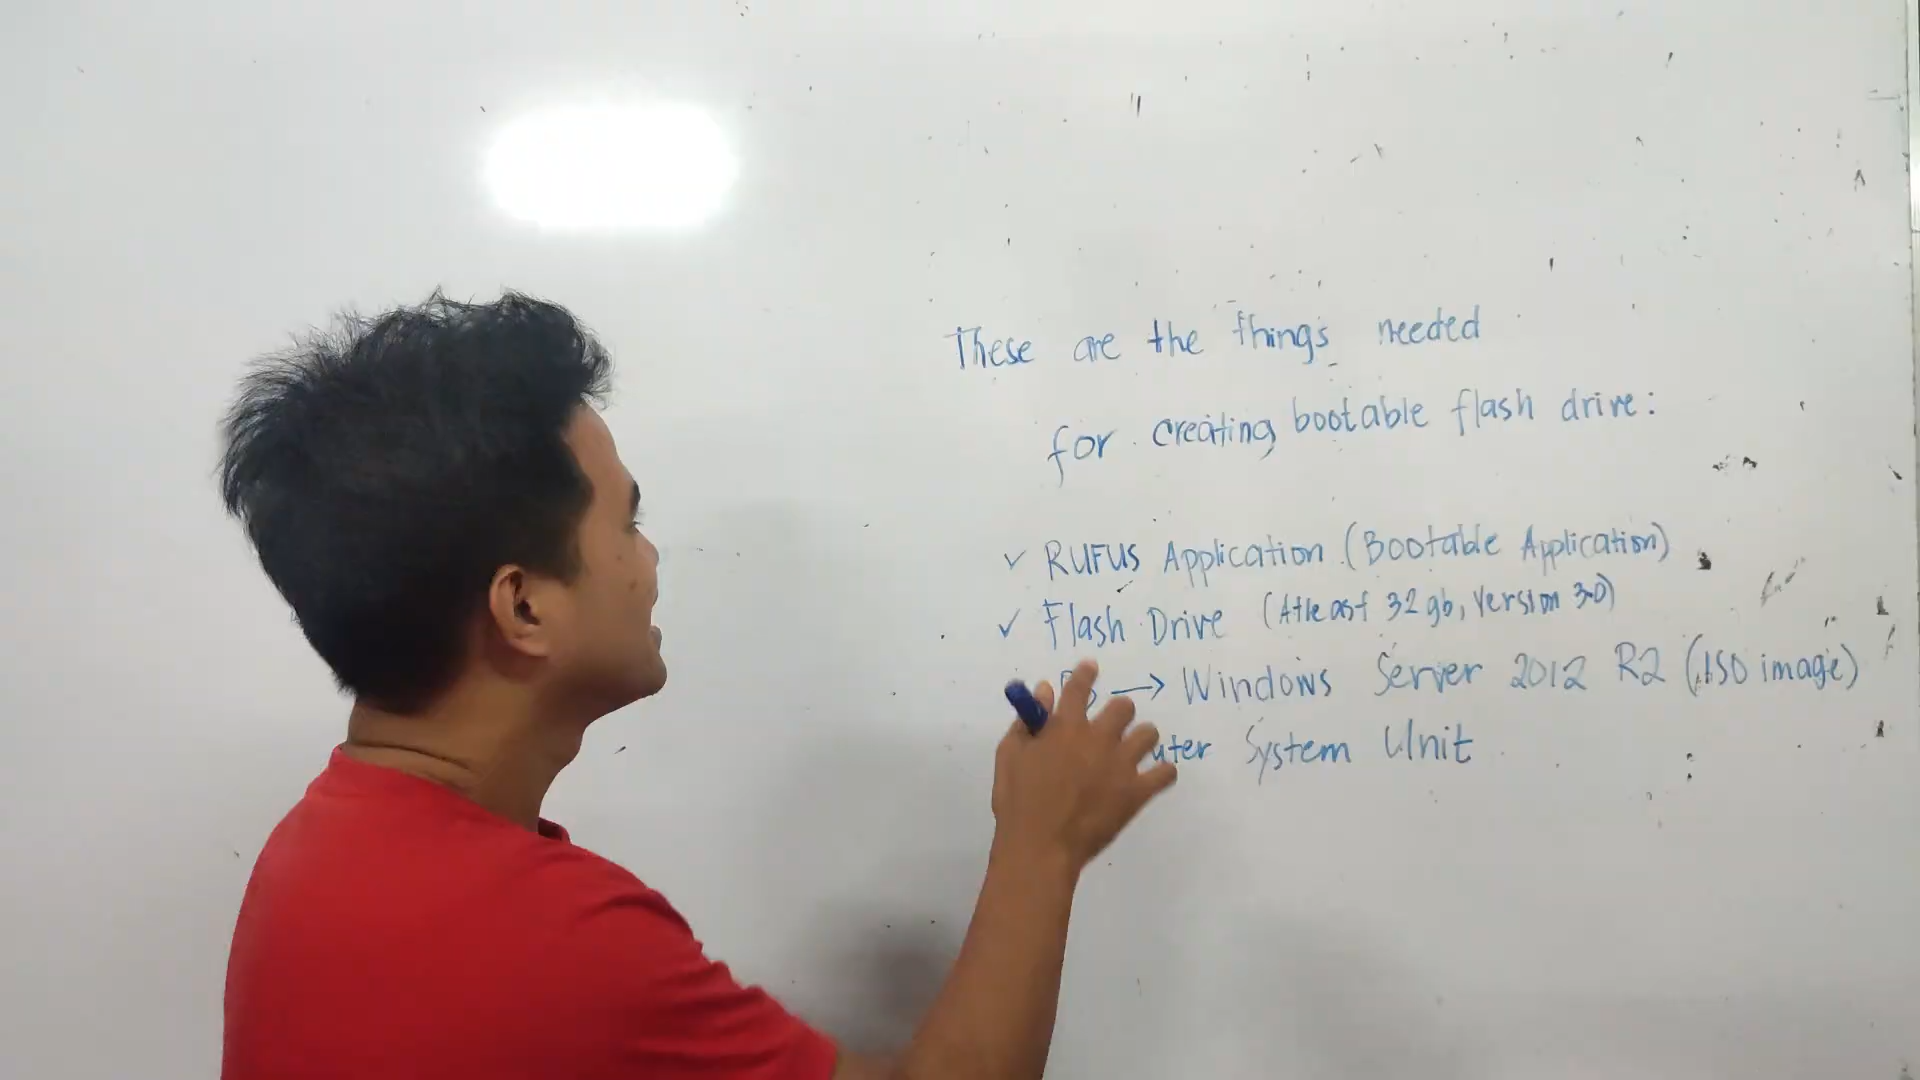 These are the things needed
for creating bootable flash drive:
✓ RUFUS Application (Bootable Application)
✓ Flash Drive (Atleast 32gb, Version 3.0)
→ Windows Server 2012 R2 (.ISO image)
uter System Unit